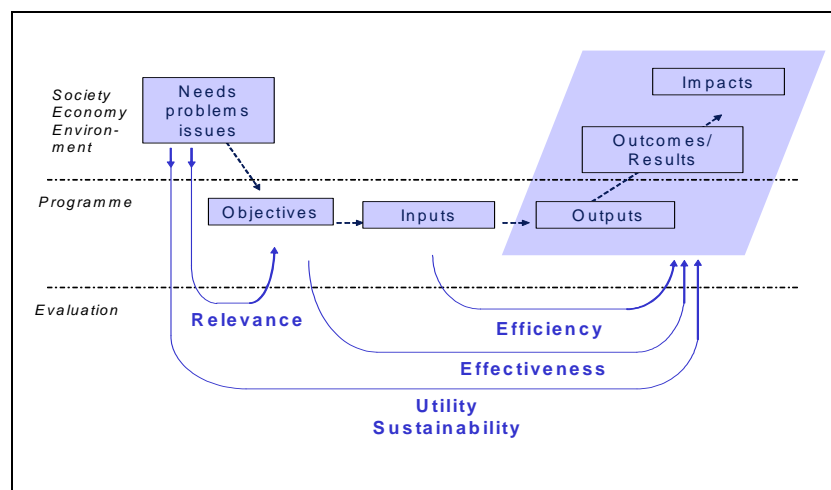 Society
Economy
Environ-
ment
Needs
problems
issues
Impacts
Outcomes/
Results
Programme
Objectives
Inputs
Outputs
Evaluation
Relevance
Efficiency
Effectiveness
Utility
Sustainability